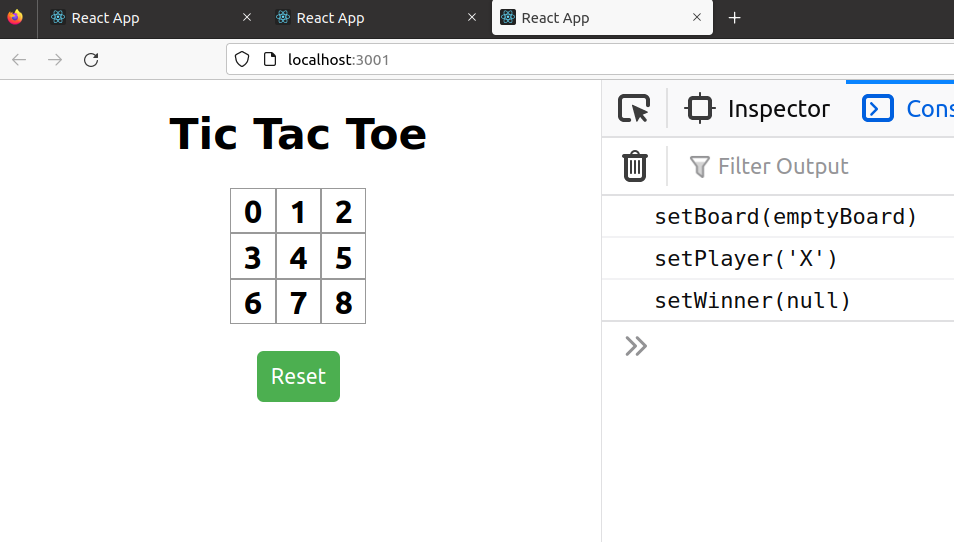 React App
React App
React App
localhost:3001
Tic Tac Toe
0 1 2
3 4 5
6 7 8
Reset
Inspector
Cons
Filter Output
setBoard(emptyBoard)
setPlayer('X')
setWinner(null)